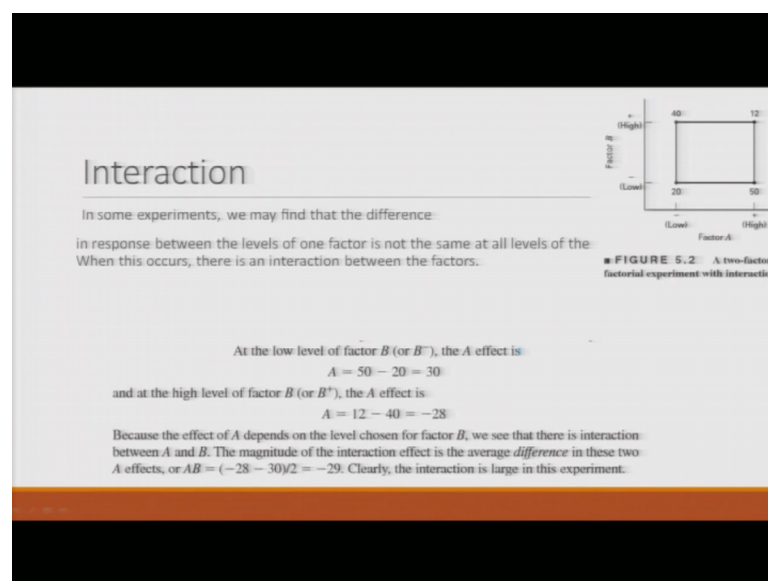 Interaction
In some experiments, we may find that the difference
in response between the levels of one factor is not the same at all levels of the
When this occurs, there is an interaction between the factors.
40 12
+
(High)
Factor B
−
(Low)
20 50
− +
(Low) (High)
Factor A
■ FIGURE 5.2 A two-facto
factorial experiment with interactio
At the low level of factor B (or B⁻), the A effect is
A = 50 − 20 = 30
and at the high level of factor B (or B⁺), the A effect is
A = 12 − 40 = −28
Because the effect of A depends on the level chosen for factor B, we see that there is interaction
between A and B. The magnitude of the interaction effect is the average difference in these two
A effects, or AB = (−28 − 30)/2 = −29. Clearly, the interaction is large in this experiment.